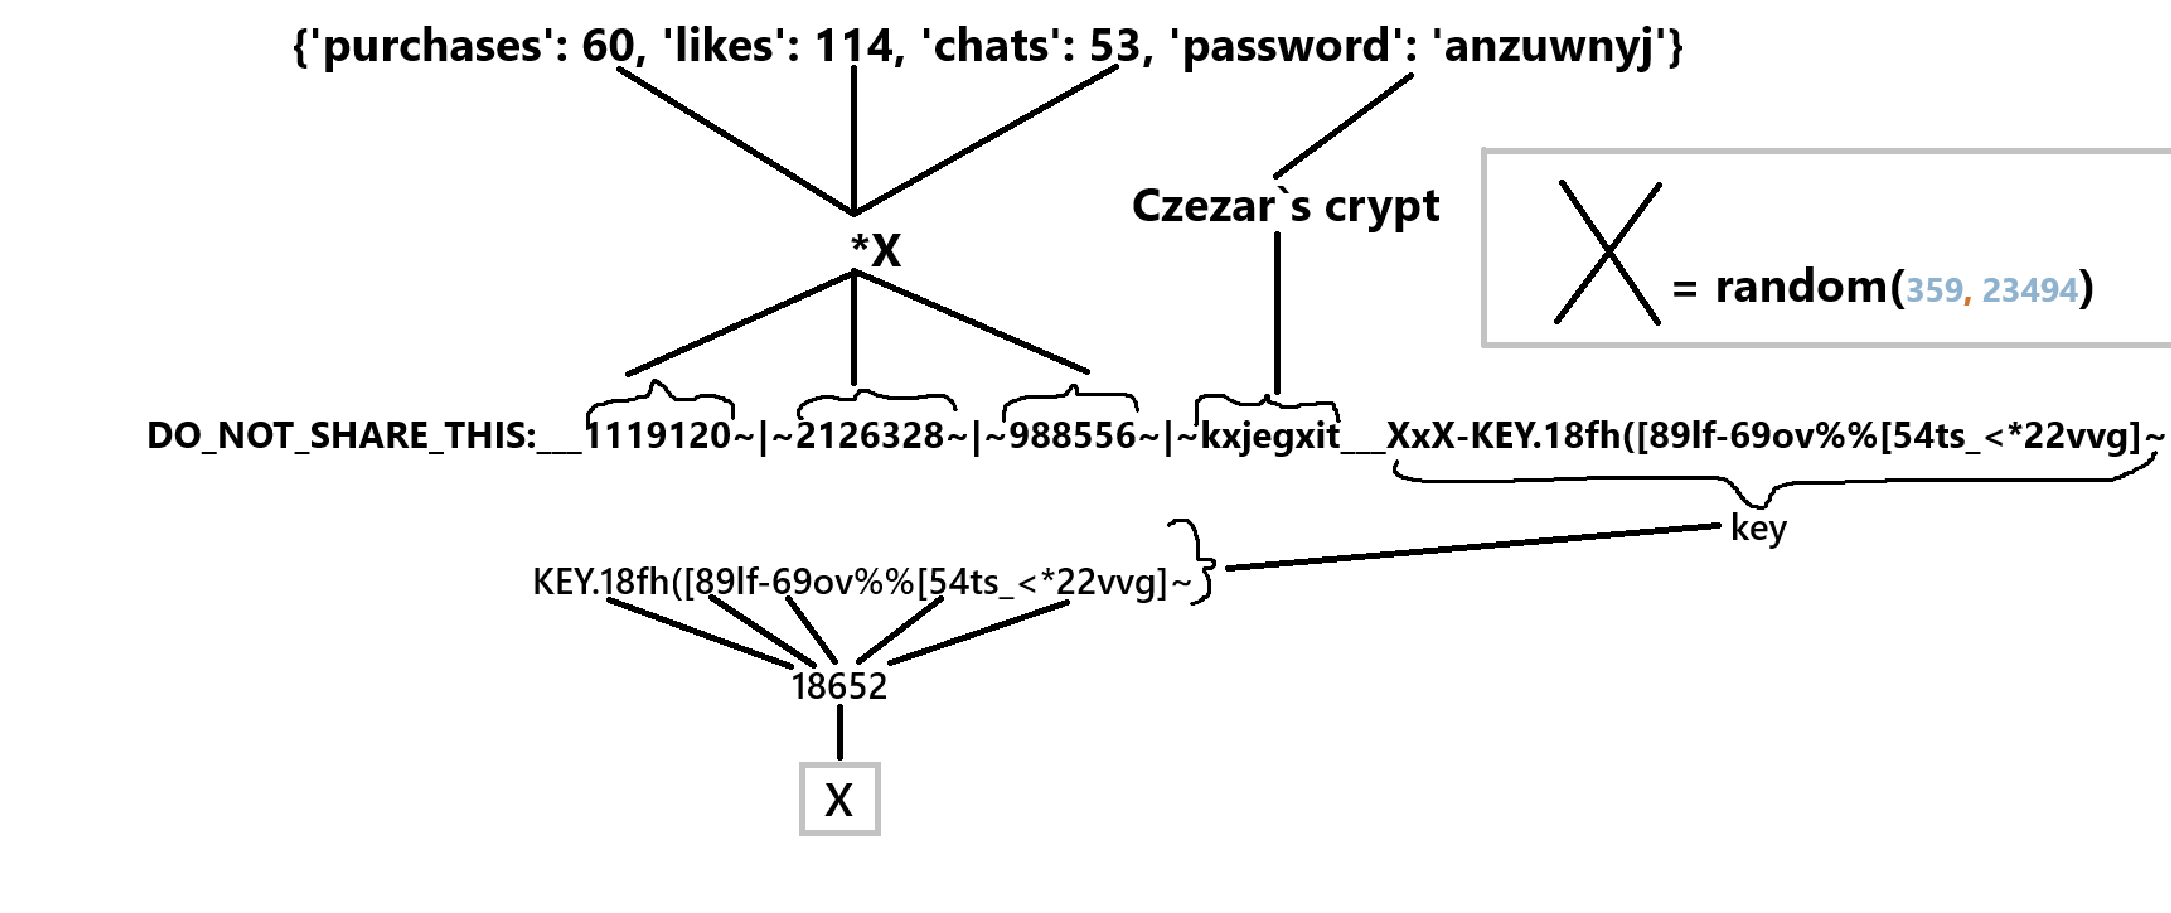 {'purchases': 60, 'likes': 114, 'chats': 53, 'password': 'anzuwnyj'}
Czezar`s crypt
*X
X = random(359, 23494)
DO_NOT_SHARE_THIS:___1119120~|~2126328~|~988556~|~kxjegxit___XxX-KEY.18fh([89lf-69ov%%[54ts_<*22vvg]~
key
KEY.18fh([89lf-69ov%%[54ts_<*22vvg]~
18652
X